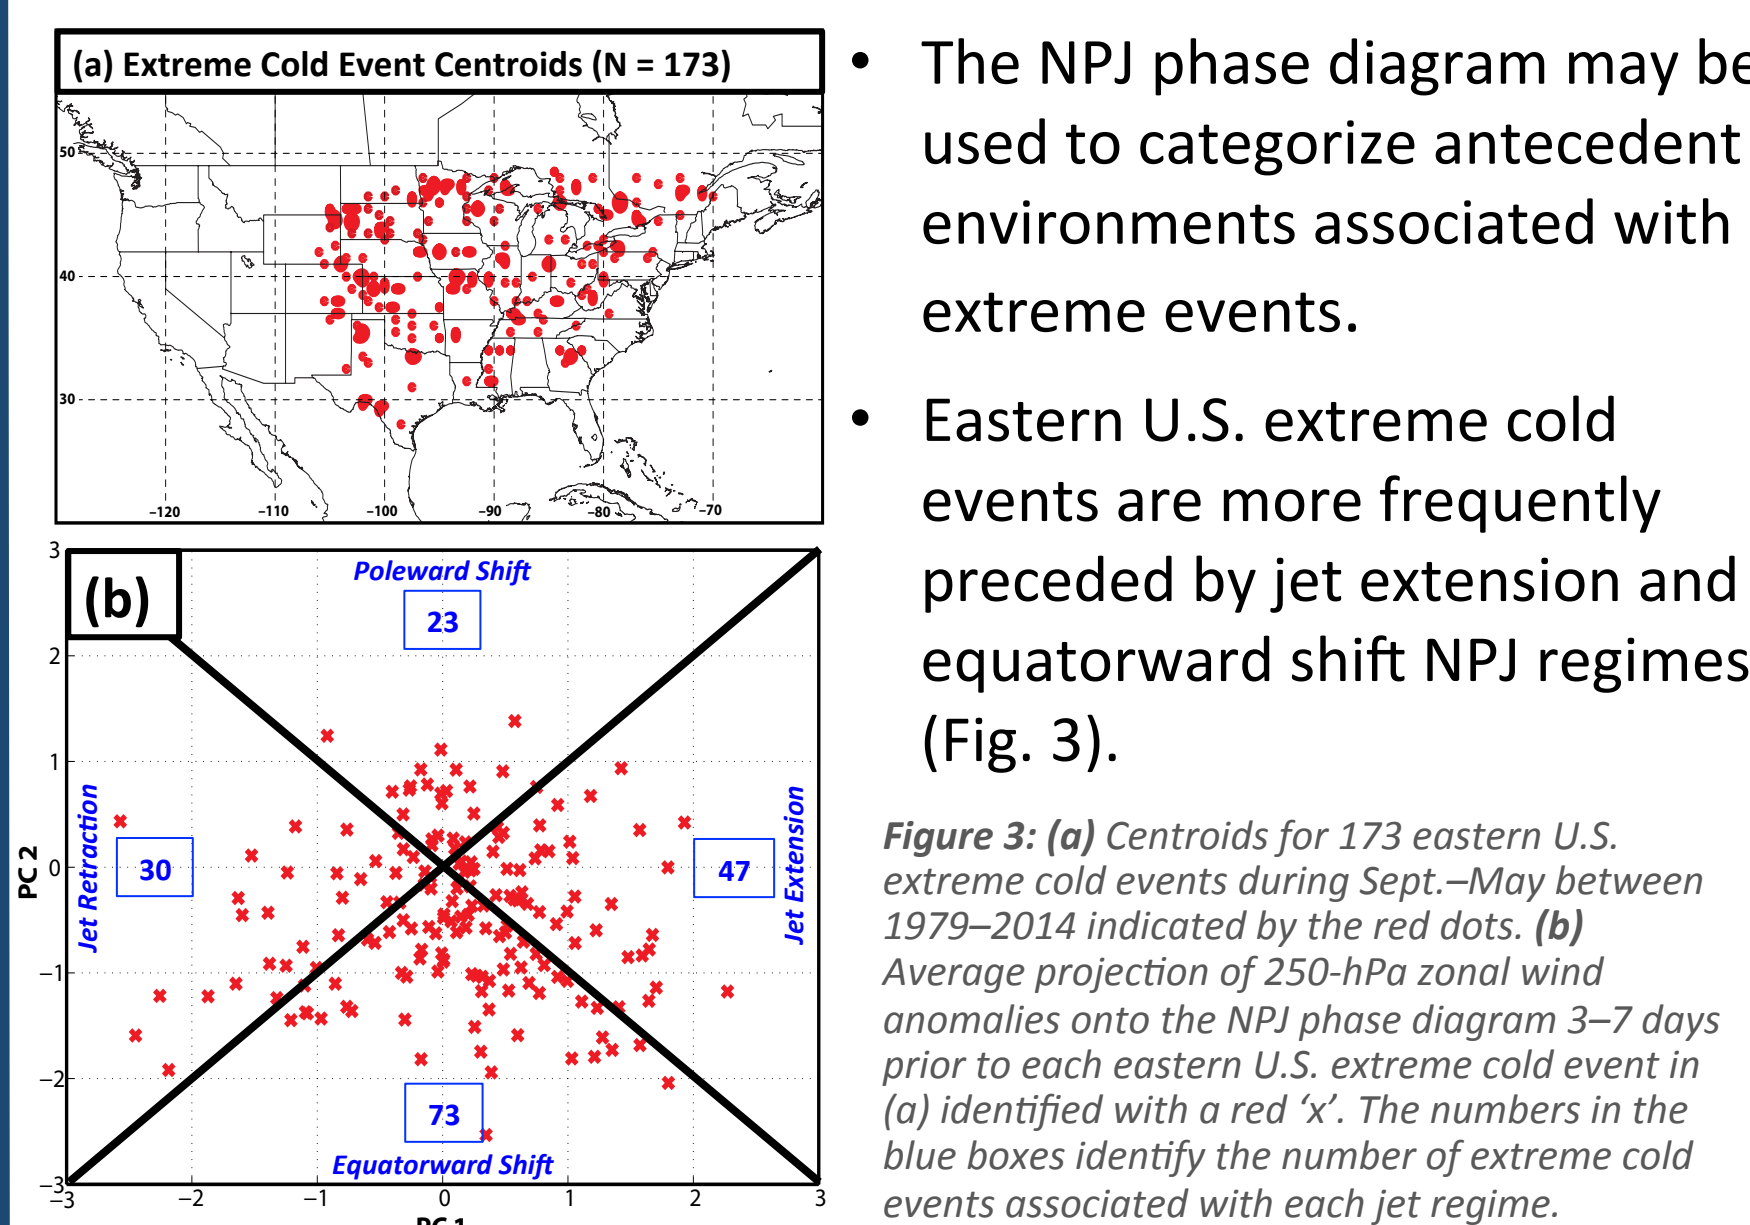 (a) Extreme Cold Event Centroids (N = 173)
50
40
30
−120
−110
−100
−90
−80
−70
3
2
1
0
−1
−2
−3
(b)
Poleward Shift
23
Jet Retraction
30
47
Jet Extension
73
Equatorward Shift
PC 2
−3
−2
−1
0
1
2
3
PC 1
• The NPJ phase diagram may be
used to categorize antecedent
environments associated with
extreme events.
• Eastern U.S. extreme cold
events are more frequently
preceded by jet extension and
equatorward shift NPJ regimes
(Fig. 3).
Figure 3: (a) Centroids for 173 eastern U.S.
extreme cold events during Sept.–May between
1979–2014 indicated by the red dots. (b)
Average projection of 250-hPa zonal wind
anomalies onto the NPJ phase diagram 3–7 days
prior to each eastern U.S. extreme cold event in
(a) identified with a red ‘x’. The numbers in the
blue boxes identify the number of extreme cold
events associated with each jet regime.